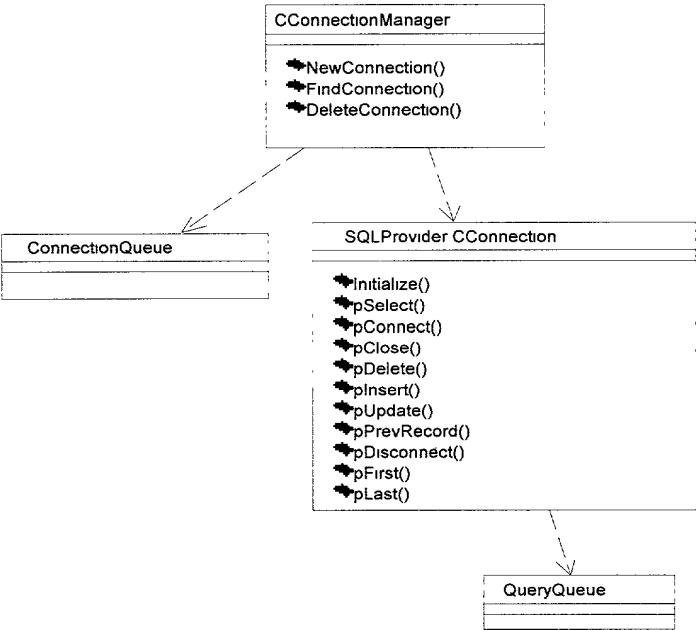 CConnectionManager
NewConnection()
FindConnection()
DeleteConnection()
ConnectionQueue
SQLProvider CConnection
Initialize()
pSelect()
pConnect()
pClose()
pDelete()
pInsert()
pUpdate()
pPrevRecord()
pDisconnect()
pFirst()
pLast()
QueryQueue